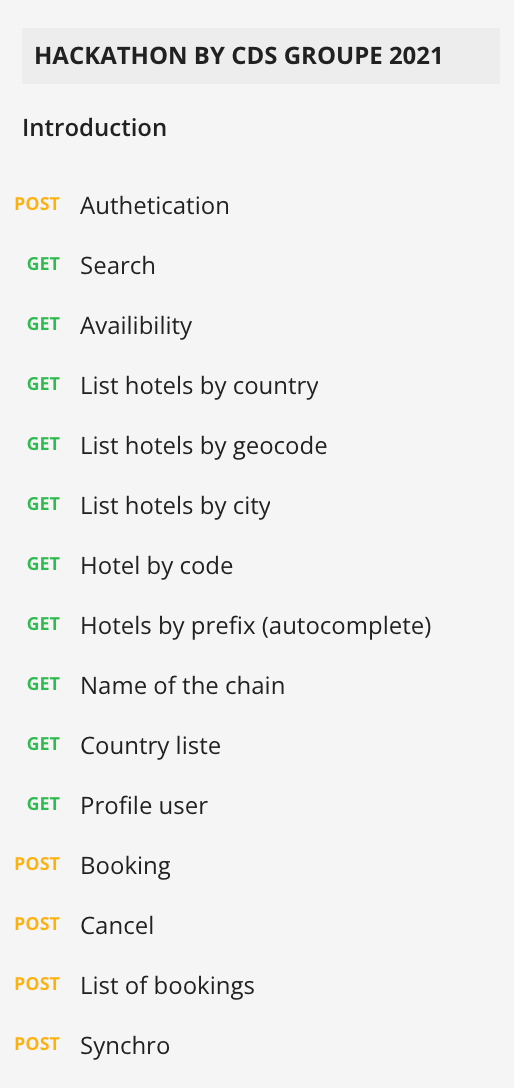 HACKATHON BY CDS GROUPE 2021
Introduction
POST Authetication
GET Search
GET Availibility
GET List hotels by country
GET List hotels by geocode
GET List hotels by city
GET Hotel by code
GET Hotels by prefix (autocomplete)
GET Name of the chain
GET Country liste
GET Profile user
POST Booking
POST Cancel
POST List of bookings
POST Synchro